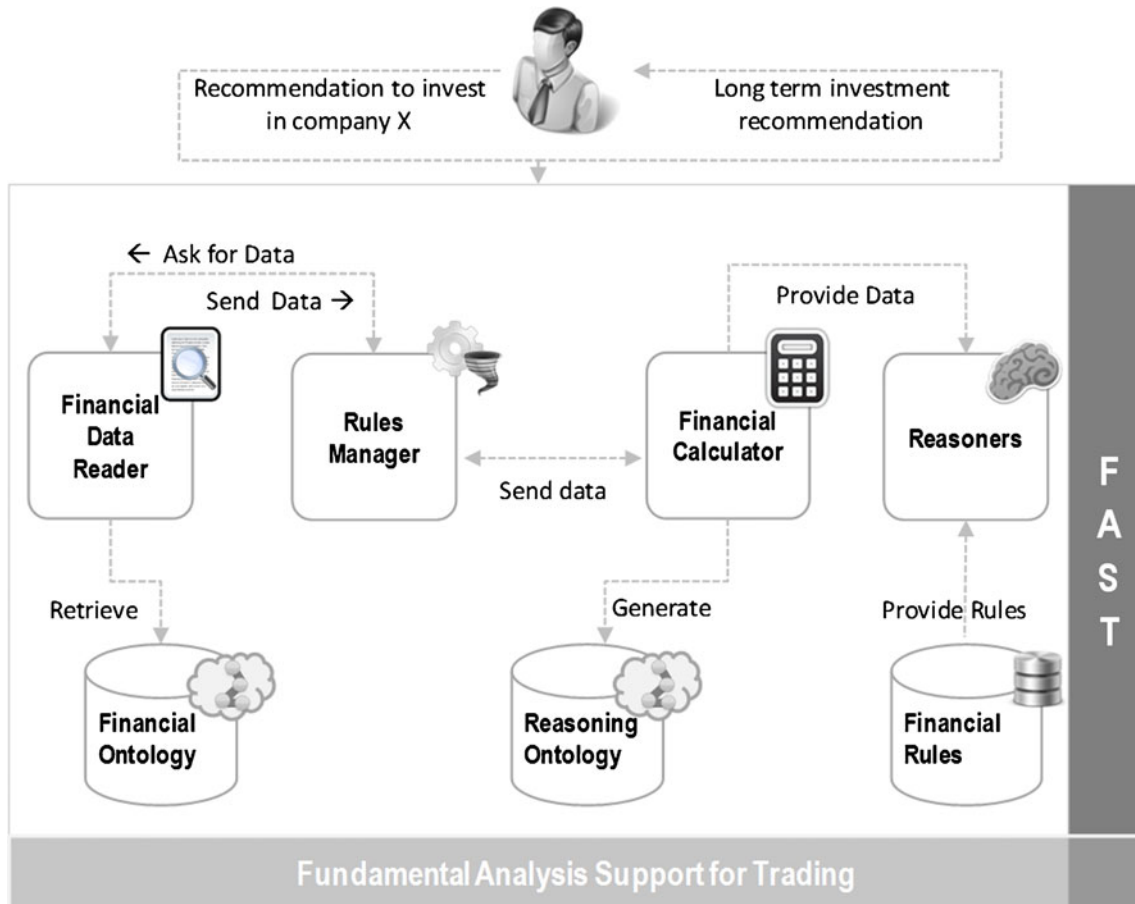 Recommendation to invest
in company X
Long term investment
recommendation
← Ask for Data
Send Data →
Provide Data
Financial
Data
Reader
Rules
Manager
Financial
Calculator
Reasoners
Send data
Retrieve
Generate
Provide Rules
Financial
Ontology
Reasoning
Ontology
Financial
Rules
F
A
S
T
Fundamental Analysis Support for Trading